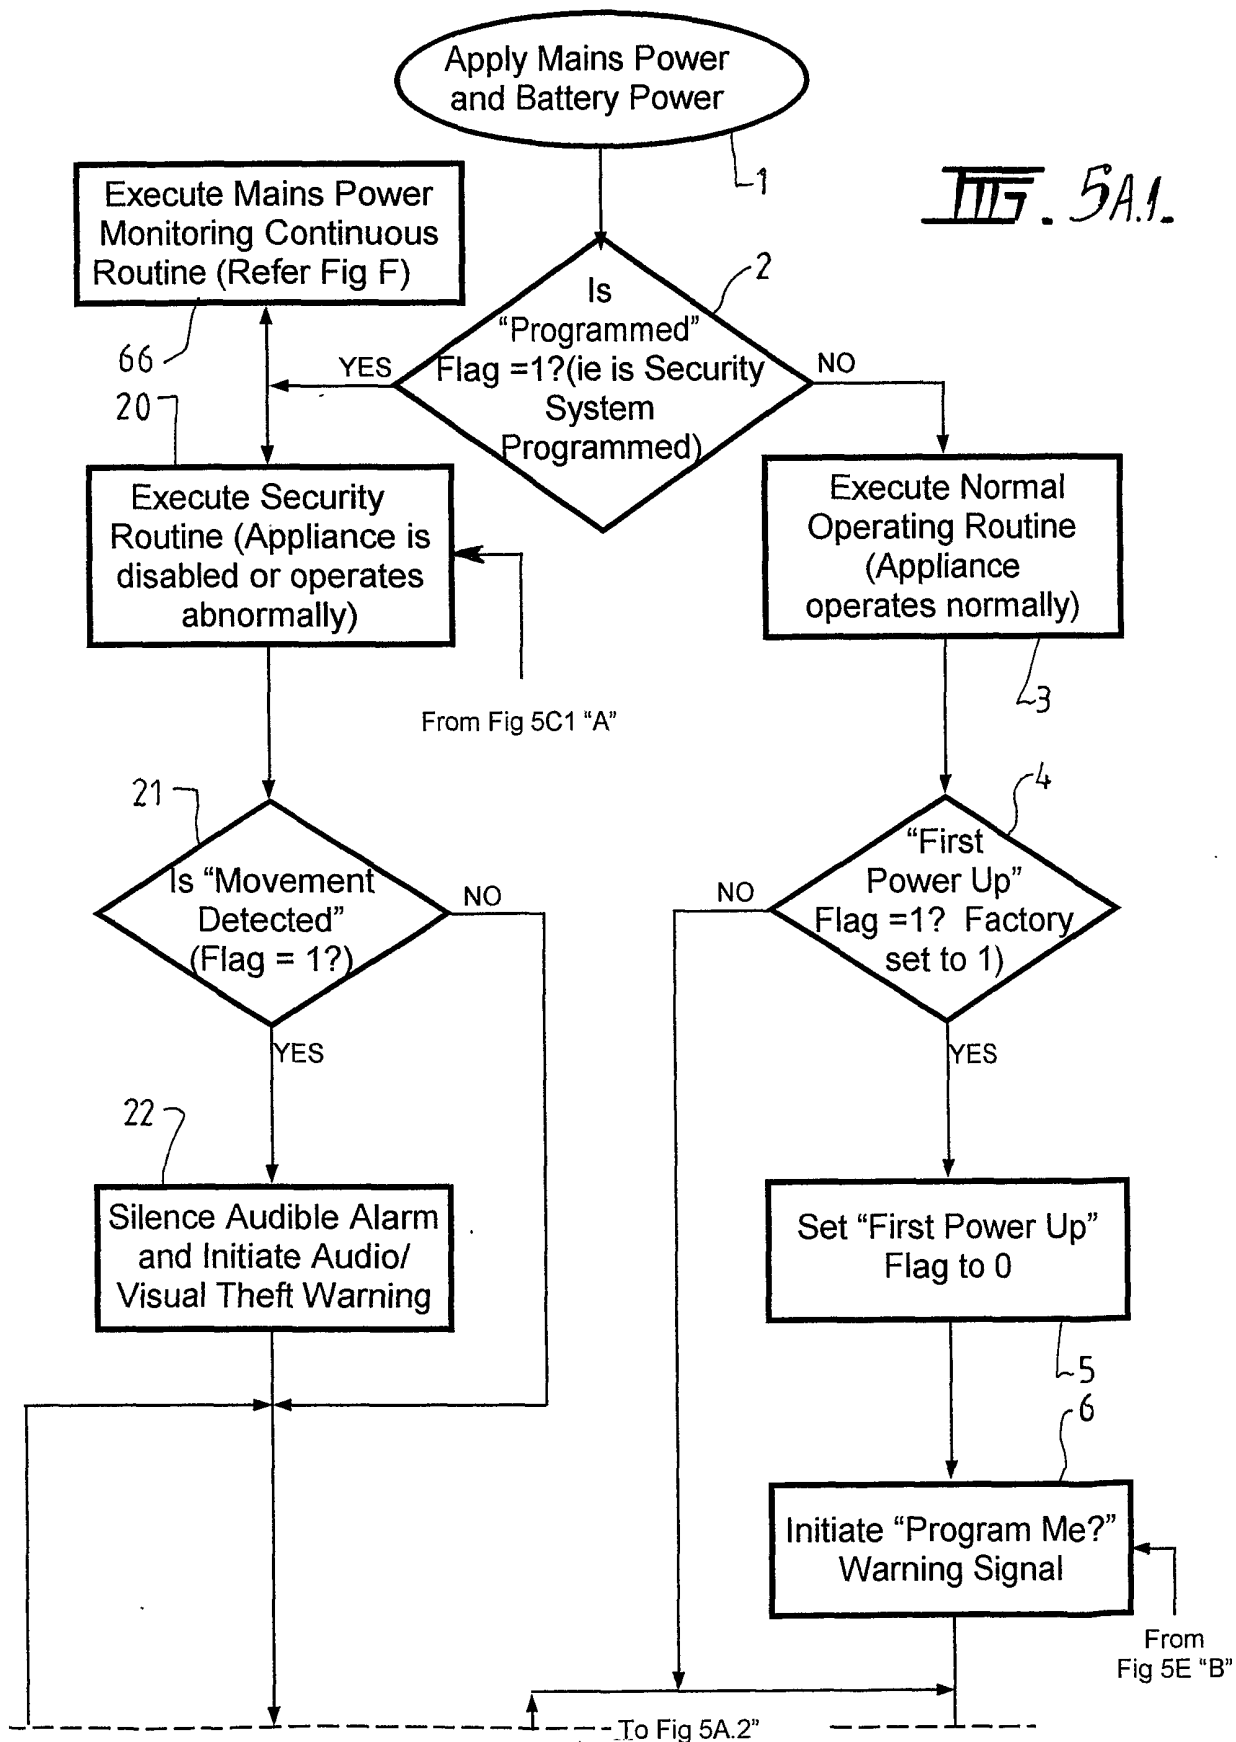 Apply Mains Power
and Battery Power
1
FIG. 5A.1.
Execute Mains Power
Monitoring Continuous
Routine (Refer Fig F)
66
2
Is
“Programmed”
Flag =1?(ie is Security
System
Programmed)
YES
NO
20
Execute Security
Routine (Appliance is
disabled or operates
abnormally)
Execute Normal
Operating Routine
(Appliance
operates normally)
3
From Fig 5C1 “A”
21
Is “Movement
Detected”
(Flag = 1?)
NO
YES
4
“First
Power Up”
Flag =1? Factory
set to 1)
NO
YES
22
Silence Audible Alarm
and Initiate Audio/
Visual Theft Warning
Set “First Power Up”
Flag to 0
5
6
Initiate “Program Me?”
Warning Signal
From
Fig 5E “B”
To Fig 5A.2”